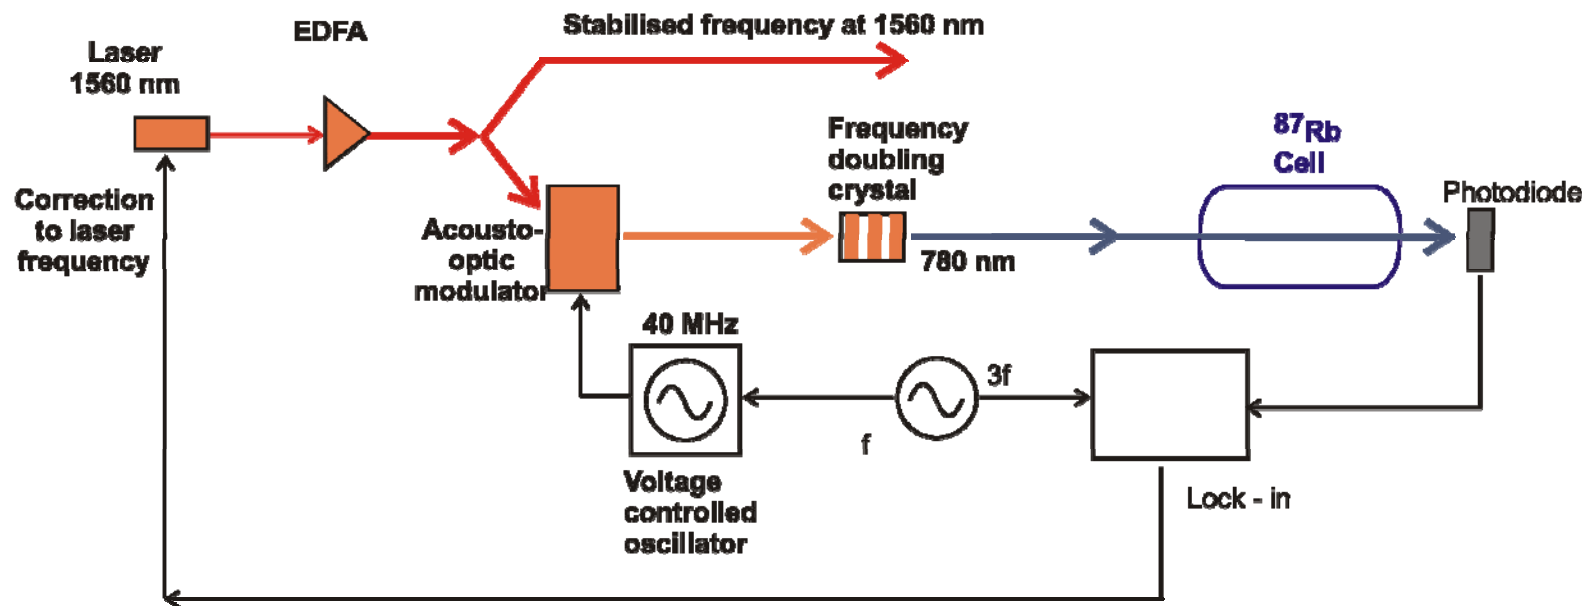 EDFA
Stabilised frequency at 1560 nm
Laser
1560 nm
Frequency
doubling
crystal
87Rb
Cell
Photodiode
Correction
to laser
frequency
Acousto-
optic
modulator
780 nm
40 MHz
3f
f
Voltage
controlled
oscillator
Lock - in